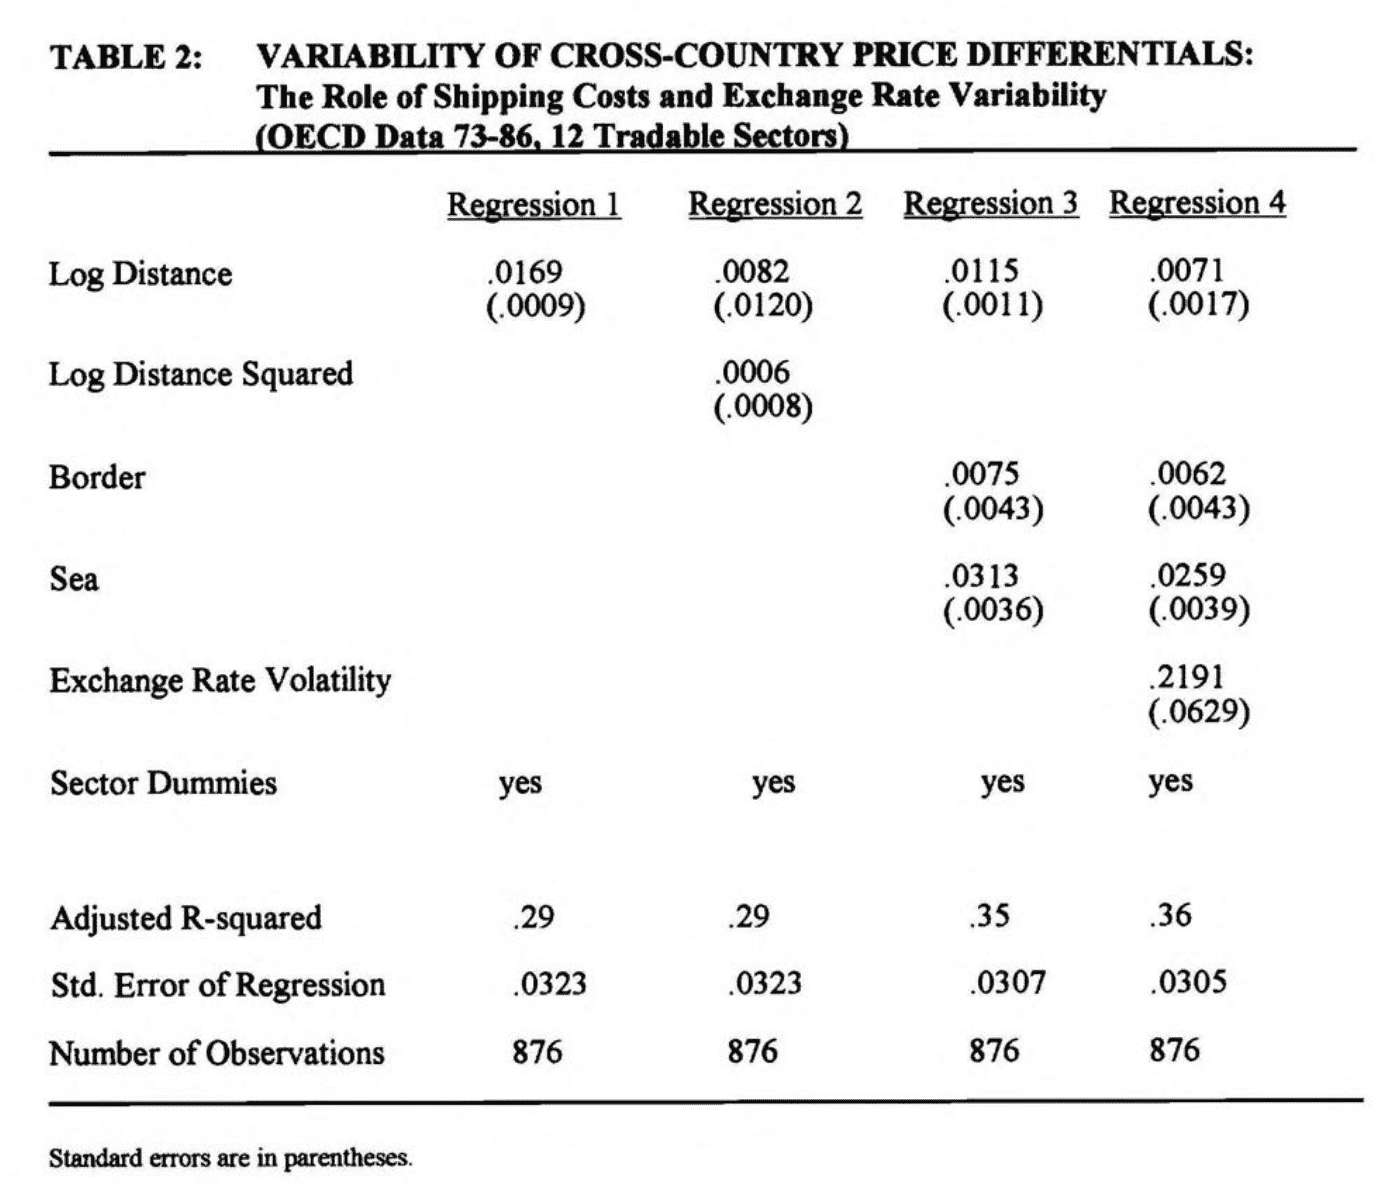 TABLE 2: VARIABILITY OF CROSS-COUNTRY PRICE DIFFERENTIALS:
The Role of Shipping Costs and Exchange Rate Variability
(OECD Data 73-86, 12 Tradable Sectors)
Regression 1 Regression 2 Regression 3 Regression 4
Log Distance .0169 .0082 .0115 .0071
(.0009) (.0120) (.0011) (.0017)
Log Distance Squared .0006
(.0008)
Border .0075 .0062
(.0043) (.0043)
Sea .0313 .0259
(.0036) (.0039)
Exchange Rate Volatility .2191
(.0629)
Sector Dummies yes yes yes yes
Adjusted R-squared .29 .29 .35 .36
Std. Error of Regression .0323 .0323 .0307 .0305
Number of Observations 876 876 876 876
Standard errors are in parentheses.